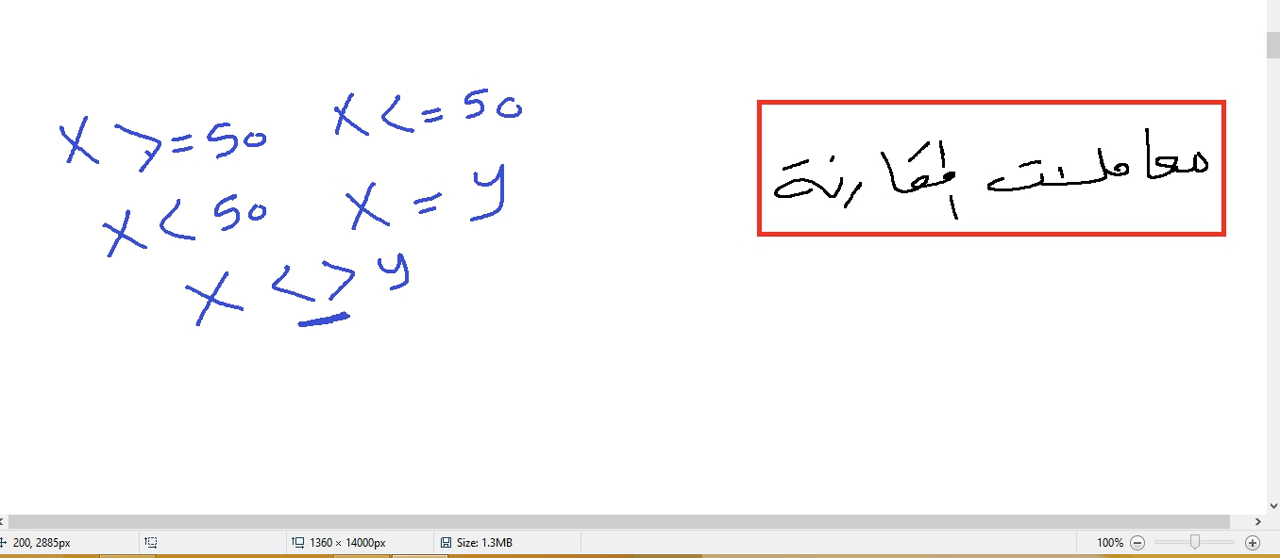 معاملات المقارنة
x >= 50 x <= 50
x < 50 x = y
x <> y
200, 2885px 1360 × 14000px Size: 1.3MB 100%